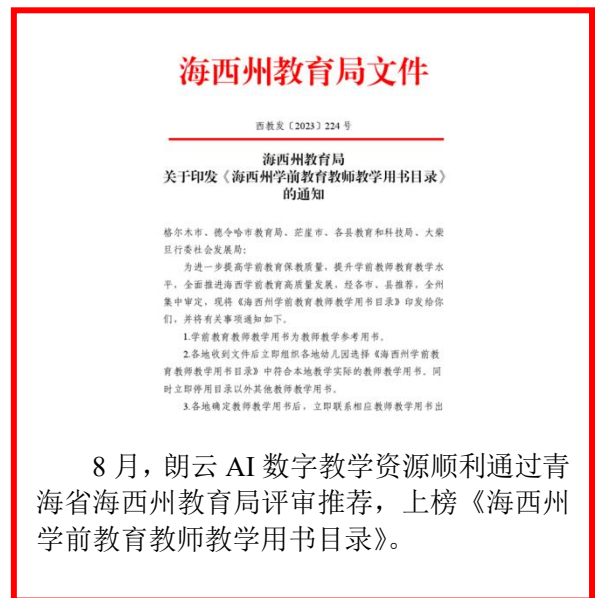 海西州教育局文件
西教发〔2023〕224 号
海西州教育局
关于印发《海西州学前教育教师教学用书目录》
的通知
格尔木市、德令哈市教育局、茫崖市、各县教育和科技局、大柴
旦行委社会发展局：
为进一步提高学前教育保教质量，提升学前教师教育教学水
平，全面推进海西学前教育高质量发展，经各市、县推荐，全州
集中审定，现将《海西州学前教育教师教学用书目录》印发给你
们，并将有关事项通知如下。
1.学前教育教师教学用书为教师教学参考用书。
2.各地收到文件后立即组织各地幼儿园选择《海西州学前教
育教师教学用书目录》中符合本地教学实际的教师教学用书。同
时立即停用目录以外其他教师教学用书。
3.各地确定教师教学用书后，立即联系相应教师教学用书出
8 月，朗云 AI 数字教学资源顺利通过青
海省海西州教育局评审推荐，上榜《海西州
学前教育教师教学用书目录》。